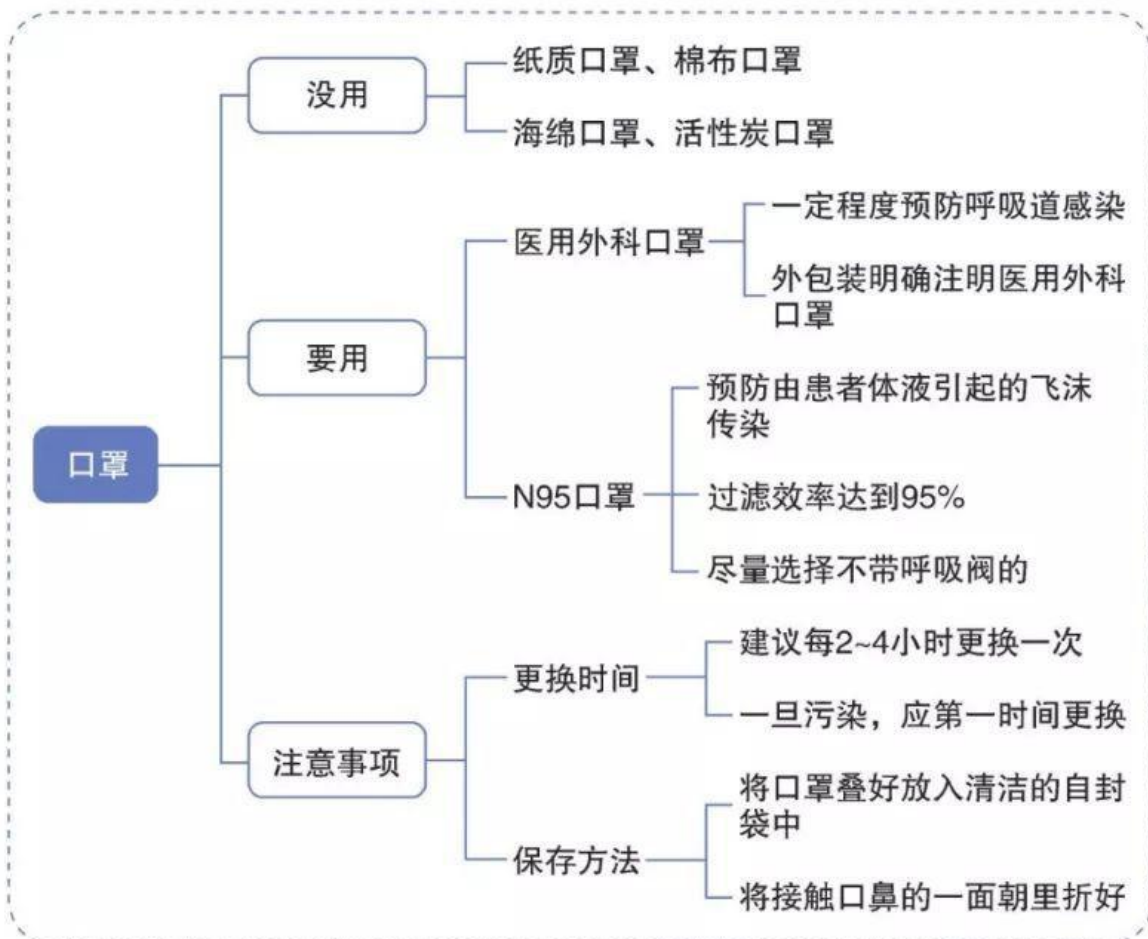 没用
纸质口罩、棉布口罩
海绵口罩、活性炭口罩
医用外科口罩
一定程度预防呼吸道感染
外包装明确注明医用外科
口罩
要用
预防由患者体液引起的飞沫
传染
口罩
N95口罩
过滤效率达到95%
尽量选择不带呼吸阀的
建议每2~4小时更换一次
更换时间
一旦污染，应第一时间更换
注意事项
将口罩叠好放入清洁的自封
袋中
保存方法
将接触口鼻的一面朝里折好